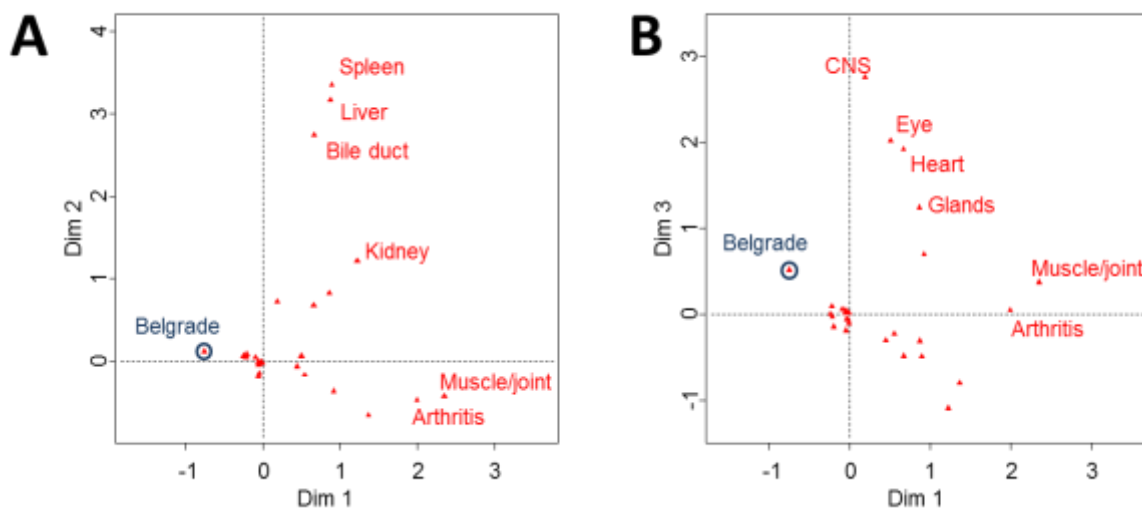 A
4
3
2
1
0
Dim 2
Spleen
Liver
Bile duct
Kidney
Belgrade
Muscle/joint
Arthritis
-1 0 1 2 3
Dim 1
B
3
2
1
0
-1
Dim 3
CNS
Eye
Heart
Glands
Belgrade
Muscle/joint
Arthritis
-1 0 1 2 3
Dim 1